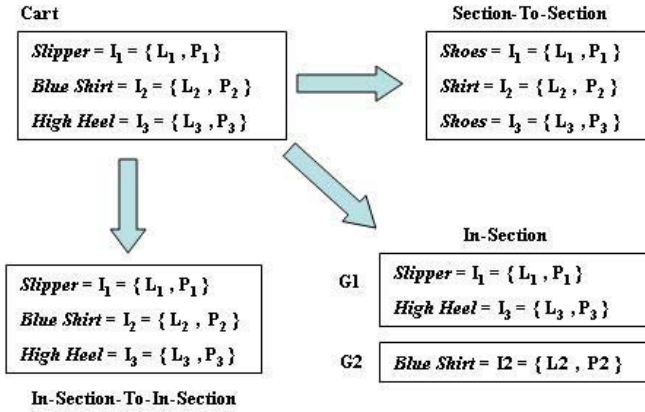 Cart
Slipper = I₁ = { L₁ , P₁ }
Blue Shirt = I₂ = { L₂ , P₂ }
High Heel = I₃ = { L₃ , P₃ }
Section-To-Section
Shoes = I₁ = { L₁ , P₁ }
Shirt = I₂ = { L₂ , P₂ }
Shoes = I₃ = { L₃ , P₃ }
In-Section
G1
Slipper = I₁ = { L₁ , P₁ }
High Heel = I₃ = { L₃ , P₃ }
G2
Blue Shirt = I2 = { L2 , P2 }
Slipper = I₁ = { L₁ , P₁ }
Blue Shirt = I₂ = { L₂ , P₂ }
High Heel = I₃ = { L₃ , P₃ }
In-Section-To-In-Section